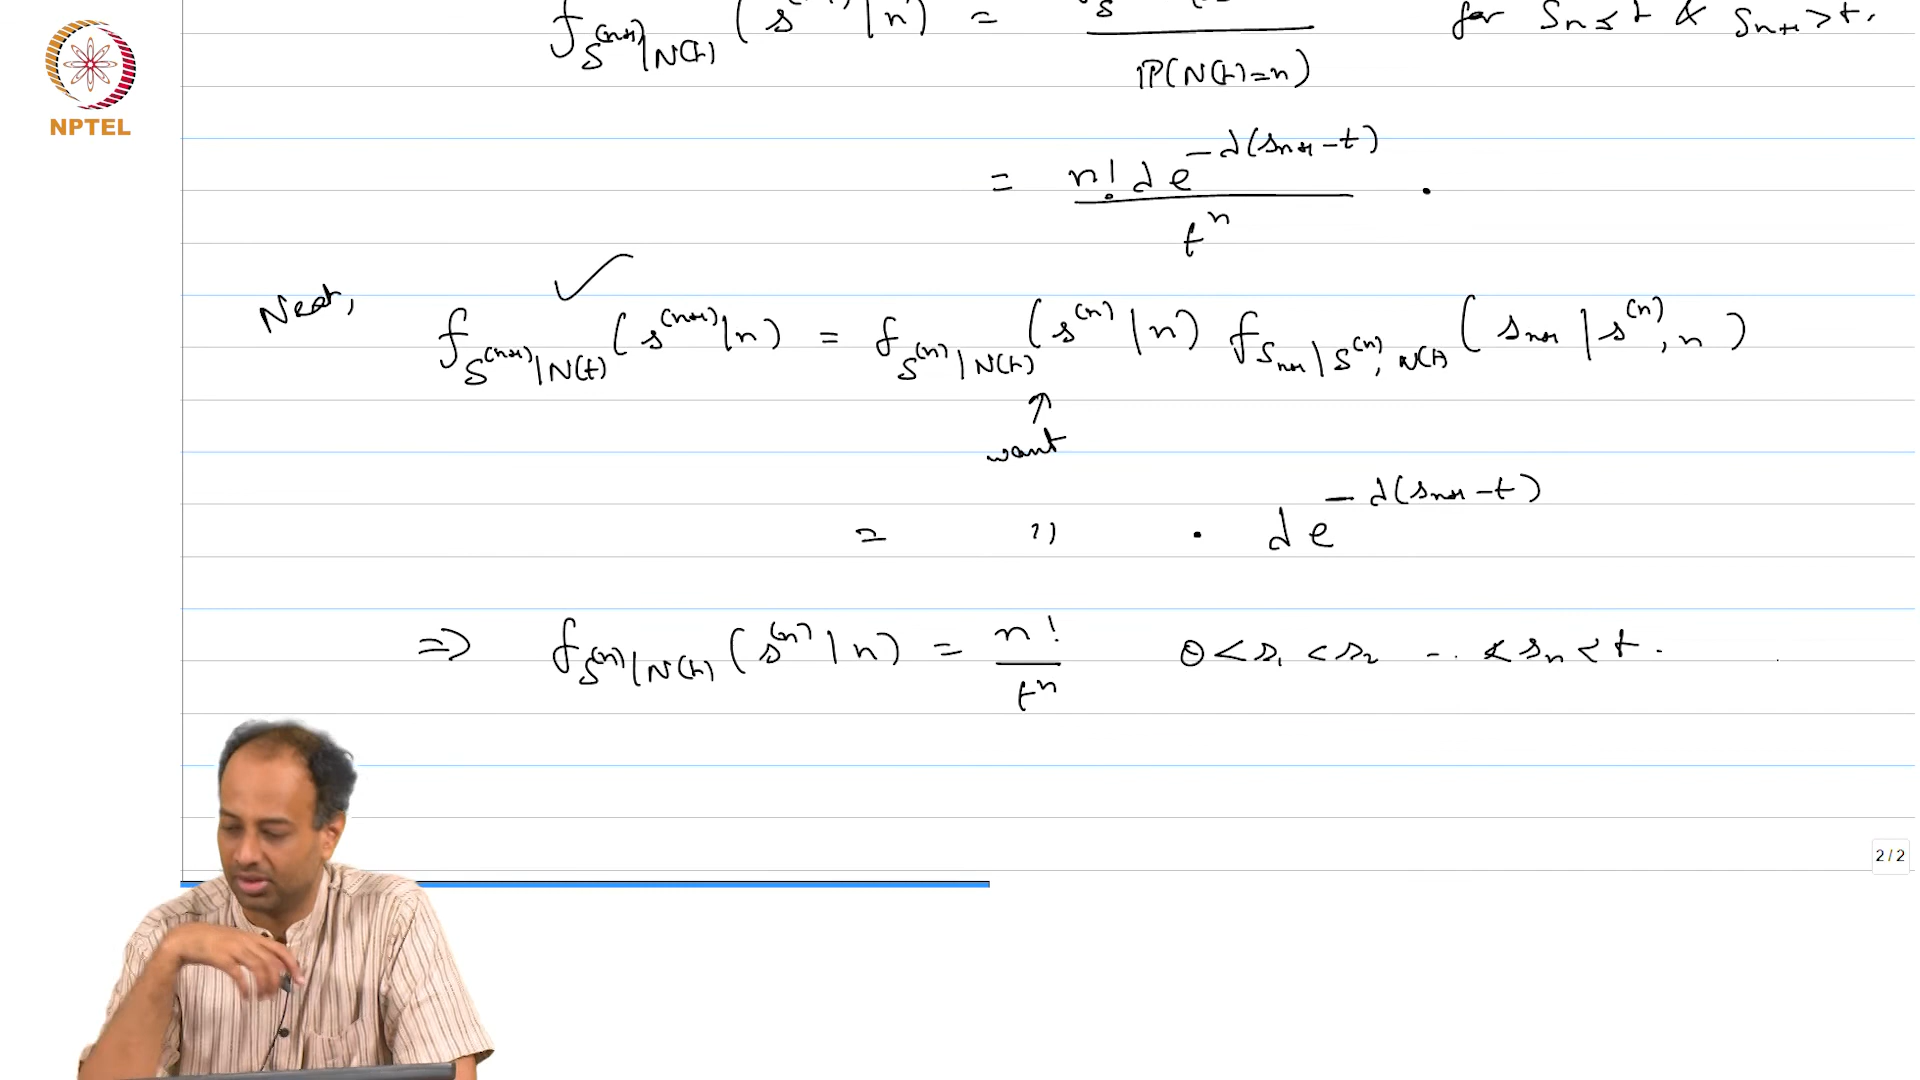 f_{S^{(n+1)}|N(t)} (s^{(n+1)} | n) = for S_n ≤ t & S_{n+1} > t.
NPTEL
P(N(t)=n)
= n! λ e^{-λ(s_{n+1} - t)} / t^n .
Next, f_{S^{(n+1)}|N(t)} (s^{(n+1)} | n) = f_{S^{(n)}|N(t)} (s^{(n)} | n) f_{S_{n+1}|S^{(n)}, N(t)} (s_{n+1} | s^{(n)}, n)
↑
want
= '' · λ e^{-λ(s_{n+1} - t)}
⇒ f_{S^{(n)}|N(t)} (s^{(n)} | n) = n! / t^n 0 < s_1 < s_2 ... < s_n < t.
2 / 2